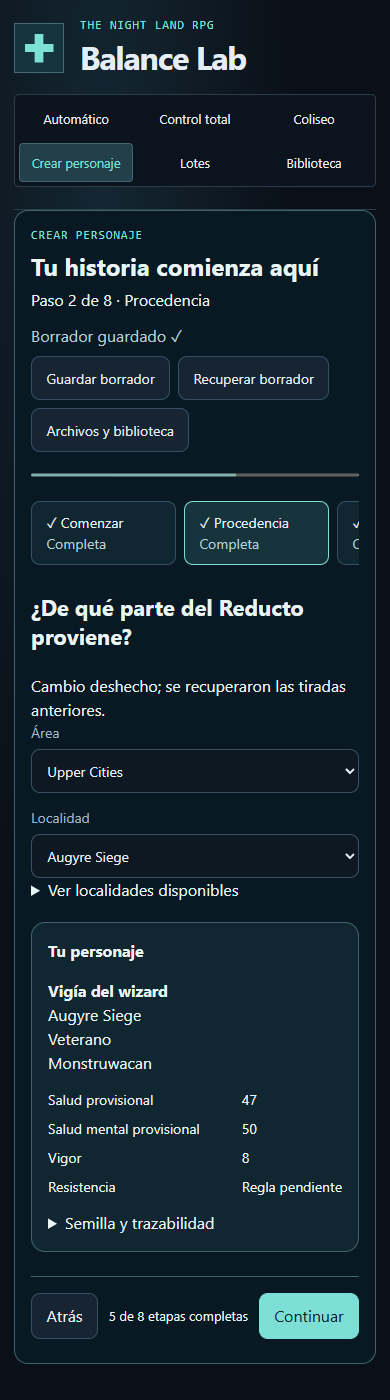 THE NIGHT LAND RPG
Balance Lab
Automático
Control total
Coliseo
Crear personaje
Lotes
Biblioteca
CREAR PERSONAJE
Tu historia comienza aquí
Paso 2 de 8 · Procedencia
Borrador guardado ✓
Guardar borrador
Recuperar borrador
Archivos y biblioteca
✓ Comenzar
Completa
✓ Procedencia
Completa
✓
¿De qué parte del Reducto
proviene?
Cambio deshecho; se recuperaron las tiradas
anteriores.
Área
Upper Cities
Localidad
Augyre Siege
▶ Ver localidades disponibles
Tu personaje
Vigía del wizard
Augyre Siege
Veterano
Monstruwacan
Salud provisional 47
Salud mental provisional 50
Vigor 8
Resistencia Regla pendiente
▶ Semilla y trazabilidad
Atrás
5 de 8 etapas completas
Continuar